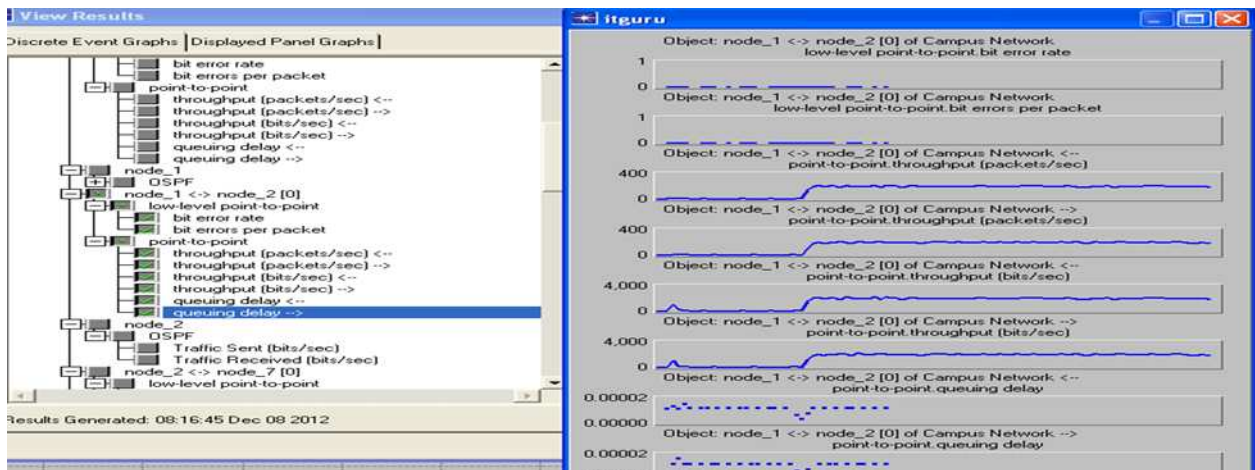 View Results
Discrete Event Graphs Displayed Panel Graphs
bit error rate
bit errors per packet
point-to-point
throughput (packets/sec) <--
throughput (packets/sec) -->
throughput (bits/sec) <--
throughput (bits/sec) -->
queuing delay <--
queuing delay -->
node_1
OSPF
node_1 <-> node_2 [0]
low-level point-to-point
bit error rate
bit errors per packet
point-to-point
throughput (packets/sec) <--
throughput (packets/sec) -->
throughput (bits/sec) <--
throughput (bits/sec) -->
queuing delay <--
queuing delay -->
node_2
OSPF
Traffic Sent (bits/sec)
Traffic Received (bits/sec)
node_2 <-> node_7 [0]
low-level point-to-point
Results Generated: 08:16:45 Dec 08 2012
itguru
Object: node_1 <-> node_2 [0] of Campus Network
low-level point-to-point.bit error rate
1
0
Object: node_1 <-> node_2 [0] of Campus Network
low-level point-to-point.bit errors per packet
1
0
Object: node_1 <-> node_2 [0] of Campus Network <--
point-to-point.throughput (packets/sec)
400
0
Object: node_1 <-> node_2 [0] of Campus Network -->
point-to-point.throughput (packets/sec)
400
0
Object: node_1 <-> node_2 [0] of Campus Network <--
point-to-point.throughput (bits/sec)
4,000
0
Object: node_1 <-> node_2 [0] of Campus Network -->
point-to-point.throughput (bits/sec)
4,000
0
Object: node_1 <-> node_2 [0] of Campus Network <--
point-to-point.queuing delay
0.00002
0.00000
Object: node_1 <-> node_2 [0] of Campus Network -->
point-to-point.queuing delay
0.00002